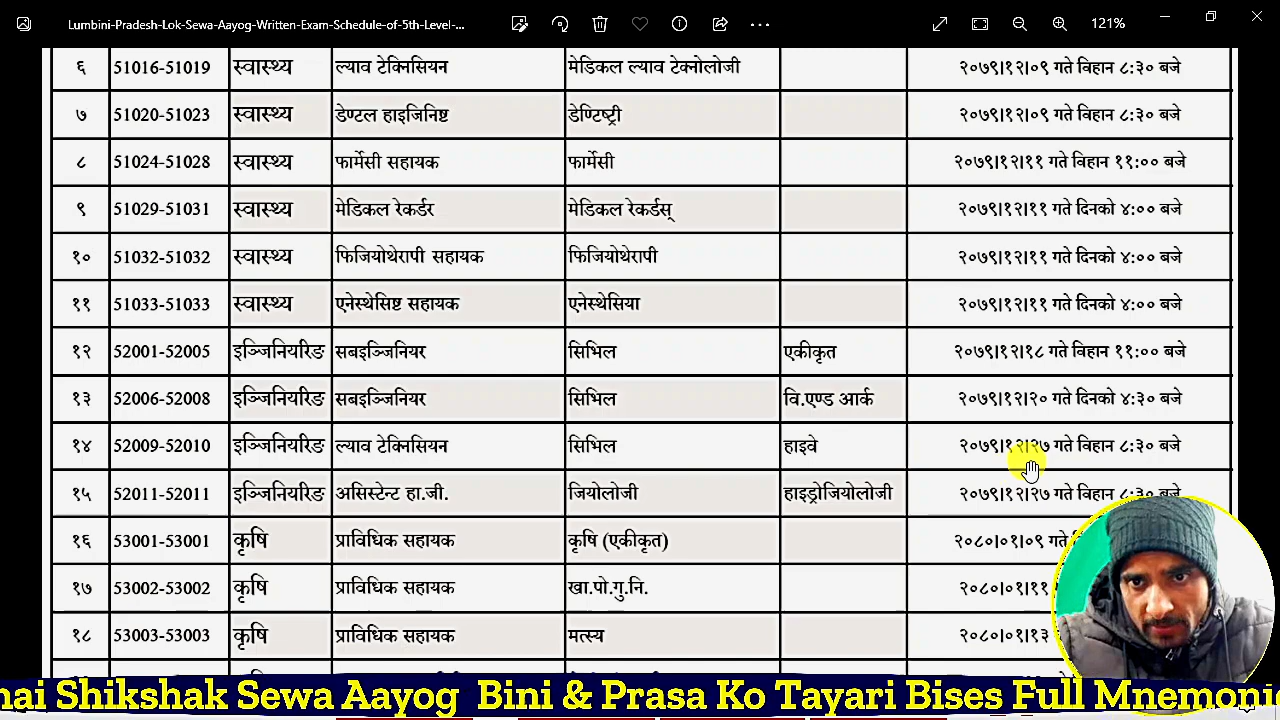 Lumbini-Pradesh-Lok-Sewa-Aayog-Written-Exam-Schedule-of-5th-Level-...
121%
६ 51016-51019 स्वास्थ्य ल्याव टेक्निसियन मेडिकल ल्याव टेक्नोलोजी २०७९।१२।०९ गते विहान ८:३० बजे
७ 51020-51023 स्वास्थ्य डेण्टल हाइजिनिष्ट डेण्टिष्ट्री २०७९।१२।०९ गते विहान ८:३० बजे
८ 51024-51028 स्वास्थ्य फार्मेसी सहायक फार्मेसी २०७९।१२।११ गते विहान ११:०० बजे
९ 51029-51031 स्वास्थ्य मेडिकल रेकर्डर मेडिकल रेकर्डस् २०७९।१२।११ गते दिनको ४:०० बजे
१० 51032-51032 स्वास्थ्य फिजियोथेरापी सहायक फिजियोथेरापी २०७९।१२।११ गते दिनको ४:०० बजे
११ 51033-51033 स्वास्थ्य एनेस्थेसिष्ट सहायक एनेस्थेसिया २०७९।१२।११ गते दिनको ४:०० बजे
१२ 52001-52005 इञ्जिनियरिङ सबइञ्जिनियर सिभिल एकीकृत २०७९।१२।१८ गते विहान ११:०० बजे
१३ 52006-52008 इञ्जिनियरिङ सबइञ्जिनियर सिभिल वि.एण्ड आर्क २०७९।१२।२० गते दिनको ४:३० बजे
१४ 52009-52010 इञ्जिनियरिङ ल्याव टेक्निसियन सिभिल हाइवे २०७९।१२।२७ गते विहान ८:३० बजे
१५ 52011-52011 इञ्जिनियरिङ असिस्टेन्ट हा.जी. जियोलोजी हाइड्रोजियोलोजी २०७९।१२।२७ गते विहान ८:३० बजे
१६ 53001-53001 कृषि प्राविधिक सहायक कृषि (एकीकृत) २०८०।०१।०९ गते
१७ 53002-53002 कृषि प्राविधिक सहायक खा.पो.गु.नि. २०८०।०१।११
१८ 53003-53003 कृषि प्राविधिक सहायक मत्स्य २०८०।०१।१३
hai Shikshak Sewa Aayog Bini & Prasa Ko Tayari Bises Full Mnemonic